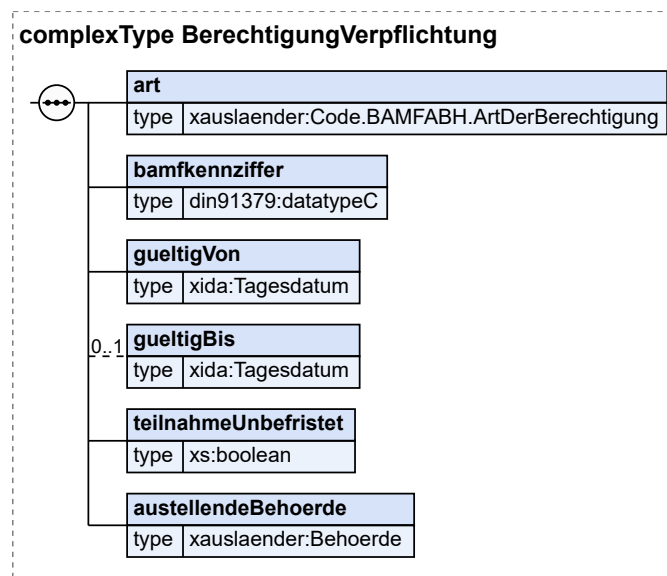 complexType BerechtigungVerpflichtung
art
type xauslaender:Code.BAMFABH.ArtDerBerechtigung
bamfkennziffer
type din91379:datatypeC
gueltigVon
type xida:Tagesdatum
0..1 gueltigBis
type xida:Tagesdatum
teilnahmeUnbefristet
type xs:boolean
austellendeBehoerde
type xauslaender:Behoerde